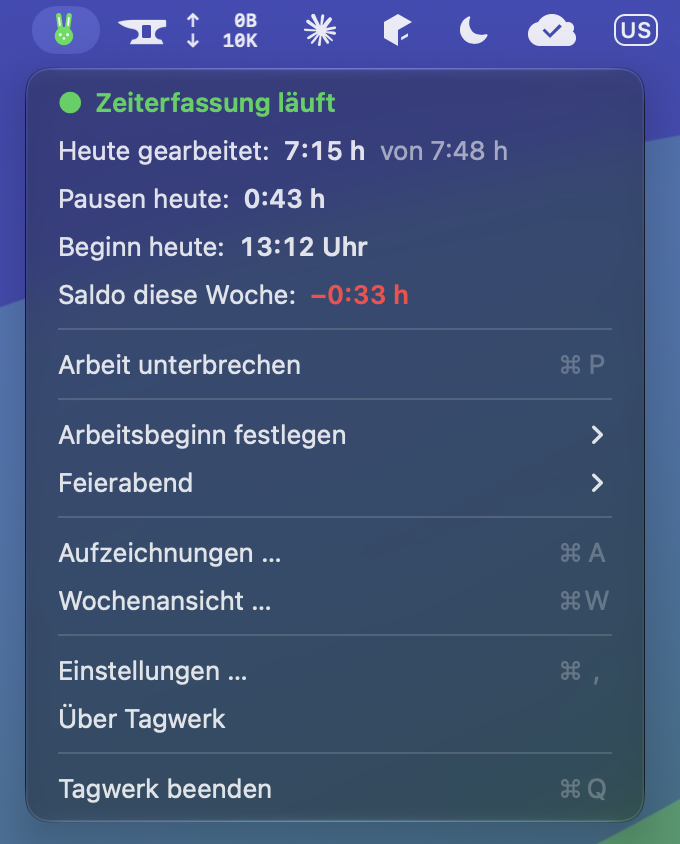 ↑ 0B
↓ 10K
US
Zeiterfassung läuft
Heute gearbeitet: 7:15 h von 7:48 h
Pausen heute: 0:43 h
Beginn heute: 13:12 Uhr
Saldo diese Woche: −0:33 h
Arbeit unterbrechen ⌘ P
Arbeitsbeginn festlegen
Feierabend
Aufzeichnungen ... ⌘ A
Wochenansicht ... ⌘ W
Einstellungen ... ⌘ ,
Über Tagwerk
Tagwerk beenden ⌘ Q